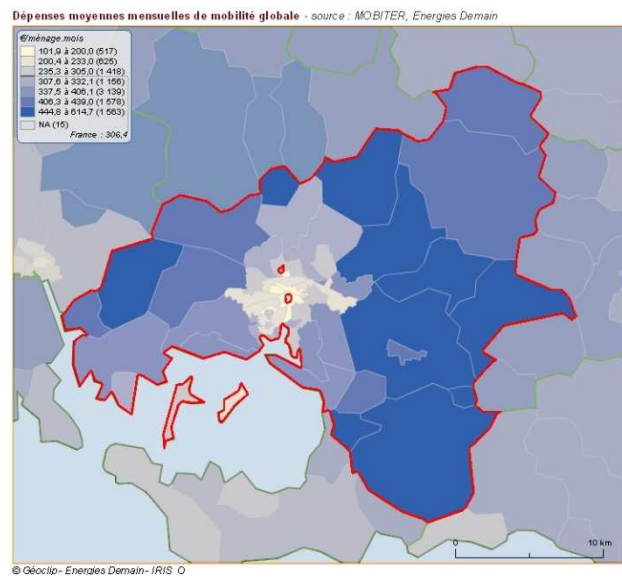 Dépenses moyennes mensuelles de mobilité globale - source : MOBITER, Energies Demain
€/ménage.mois
101,9 à 200,0 (517)
200,4 à 233,0 (625)
235,3 à 305,0 (1 418)
307,6 à 332,1 (1 156)
337,5 à 406,1 (3 139)
406,3 à 439,0 (1 578)
444,8 à 614,7 (1 563)
NA (15)
France : 306,4
0 10 km
© Géoclip - Energies Demain - IRIS ©